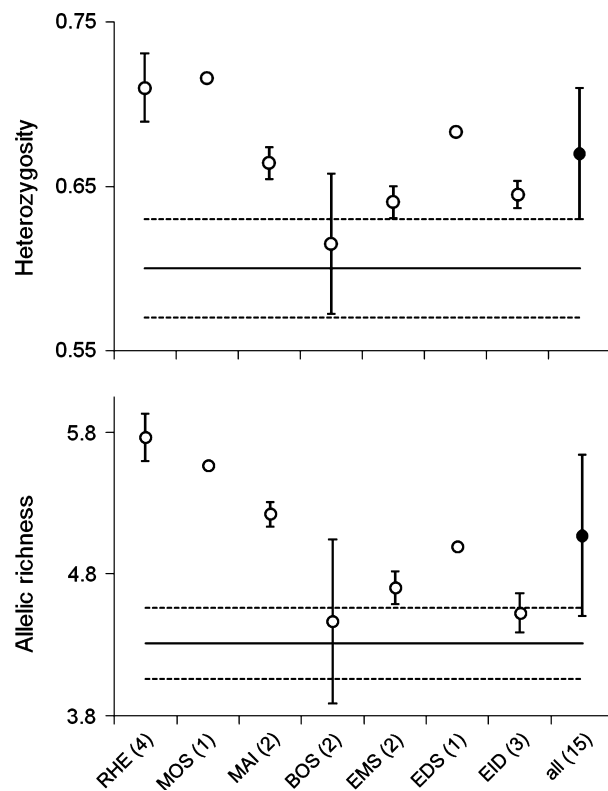 0.75
0.65
0.55
Heterozygosity
5.8
4.8
3.8
Allelic richness
RHE (4)
MOS (1)
MAI (2)
BOS (2)
EMS (2)
EDS (1)
EID (3)
all (15)